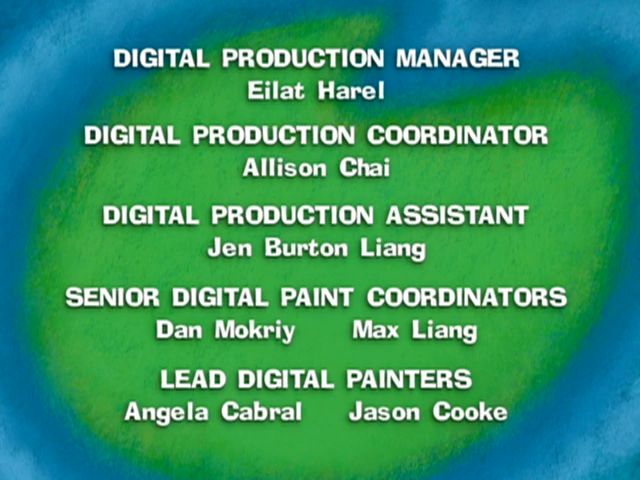 DIGITAL PRODUCTION MANAGER
Eilat Harel
DIGITAL PRODUCTION COORDINATOR
Allison Chai
DIGITAL PRODUCTION ASSISTANT
Jen Burton Liang
SENIOR DIGITAL PAINT COORDINATORS
Dan Mokriy Max Liang
LEAD DIGITAL PAINTERS
Angela Cabral Jason Cooke